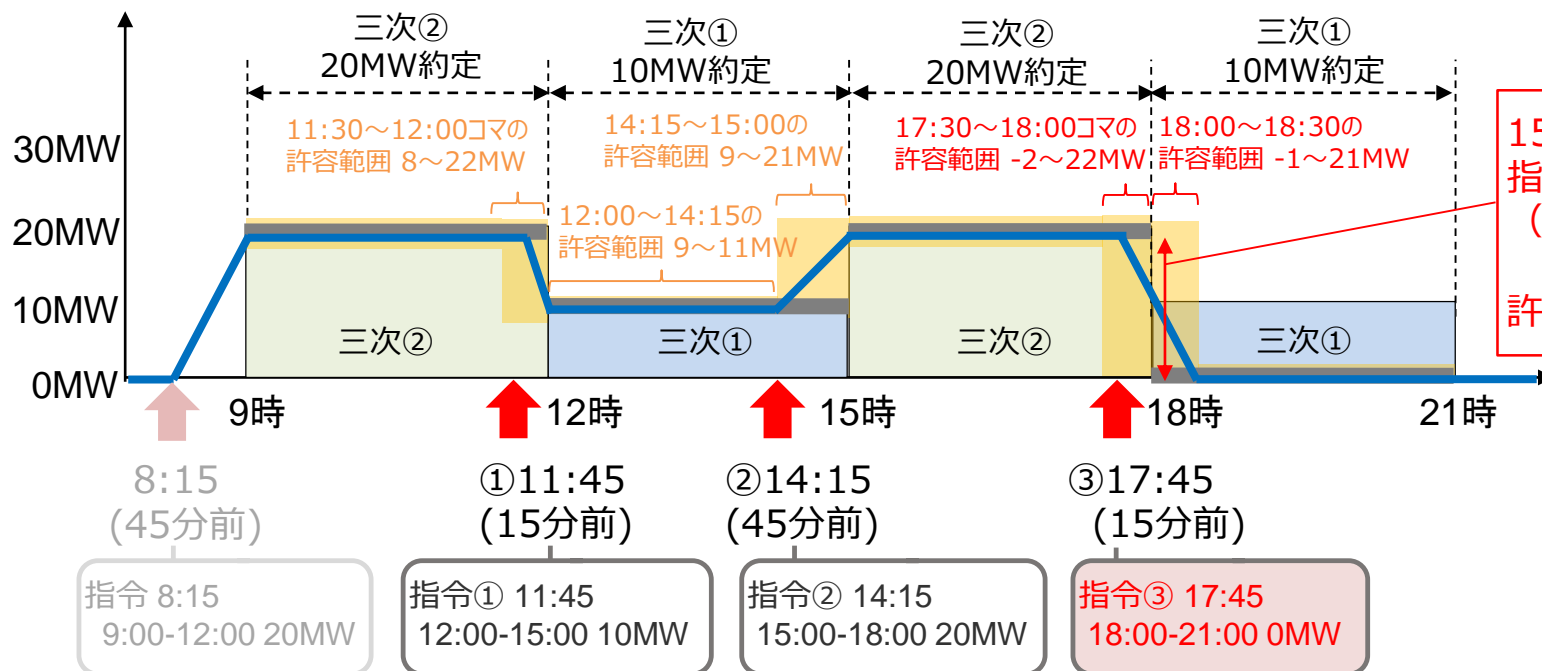 三次②
20MW約定
三次①
10MW約定
三次②
20MW約定
三次①
10MW約定
11:30～12:00コマの
許容範囲 8～22MW
14:15～15:00の
許容範囲 9～21MW
17:30～18:00コマの
許容範囲 -2～22MW
18:00～18:30の
許容範囲 -1～21MW
15
指
（
許
12:00～14:15の
許容範囲 9～11MW
30MW
20MW
10MW
0MW
三次②
三次①
三次②
三次①
9時
12時
15時
18時
21時
8:15
(45分前)
①11:45
(15分前)
②14:15
(45分前)
③17:45
(15分前)
指令 8:15
9:00-12:00 20MW
指令① 11:45
12:00-15:00 10MW
指令② 14:15
15:00-18:00 20MW
指令③ 17:45
18:00-21:00 0MW